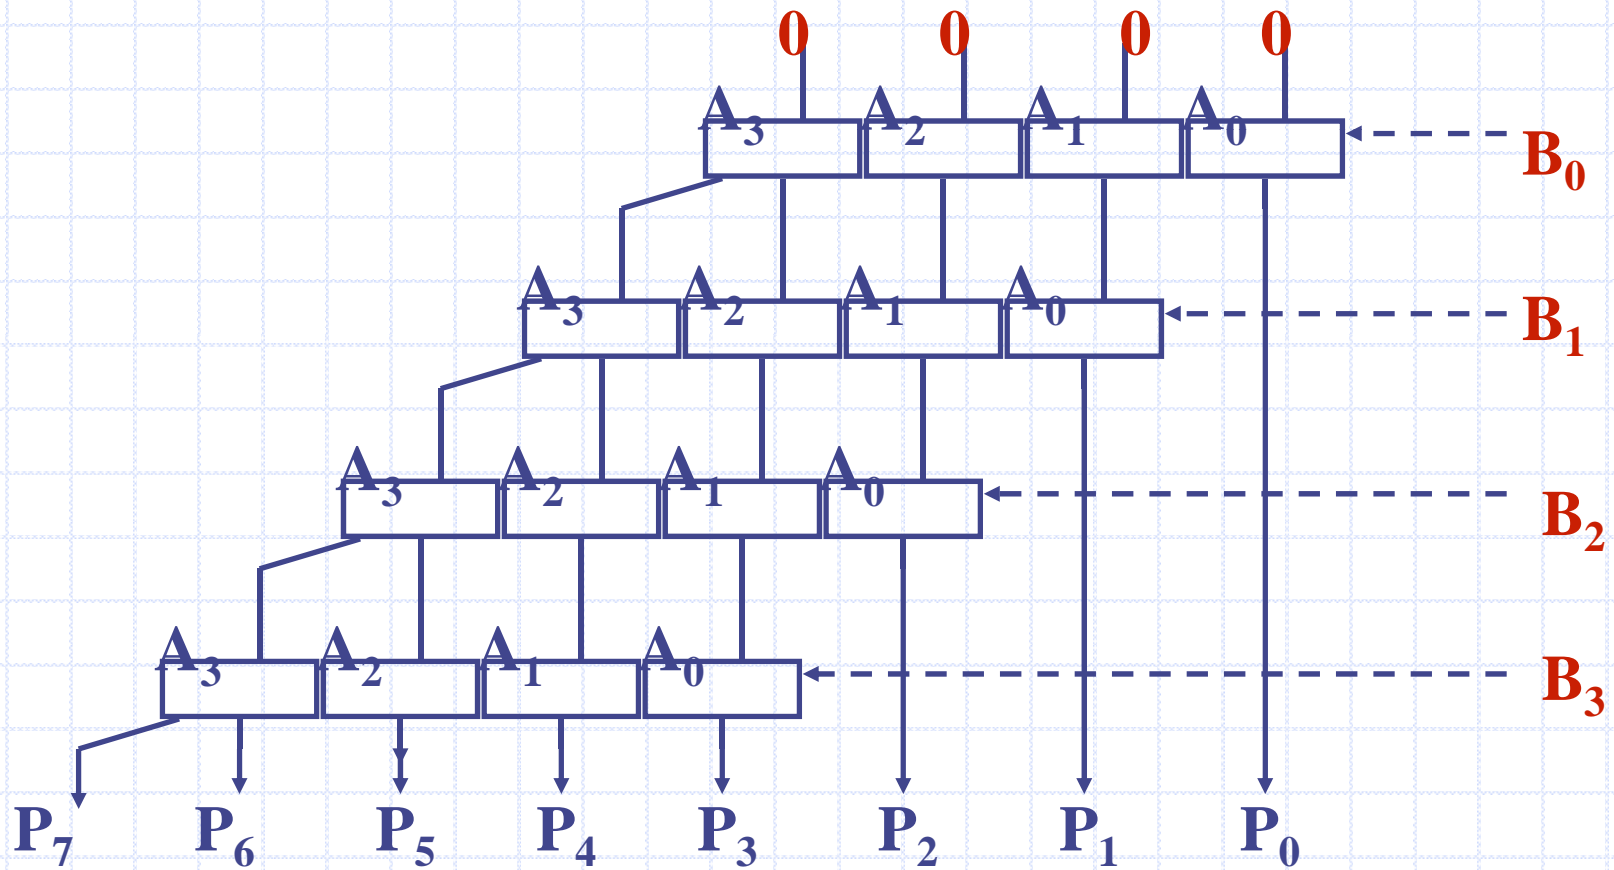 0 0 0 0
A₃ A₂ A₁ A₀ B₀
A₃ A₂ A₁ A₀ B₁
A₃ A₂ A₁ A₀ B₂
A₃ A₂ A₁ A₀ B₃
P₇ P₆ P₅ P₄ P₃ P₂ P₁ P₀